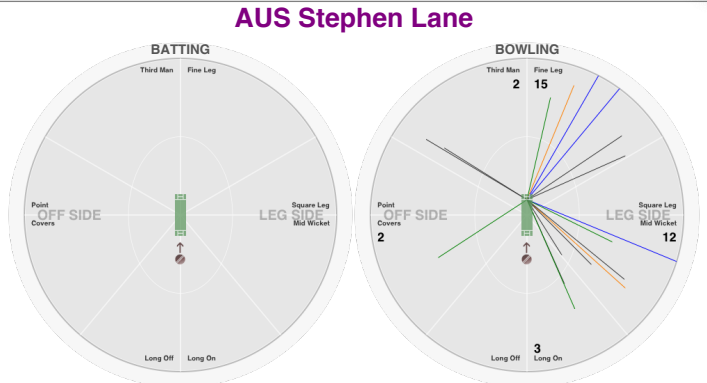 AUS Stephen Lane
BATTING
Third Man
Fine Leg
Point
OFF SIDE
Covers
Square Leg
LEG SIDE
Mid Wicket
Long Off
Long On
BOWLING
Third Man
Fine Leg
2
15
Point
OFF SIDE
Covers
2
Square Leg
LEG SIDE
Mid Wicket
12
3
Long Off
Long On